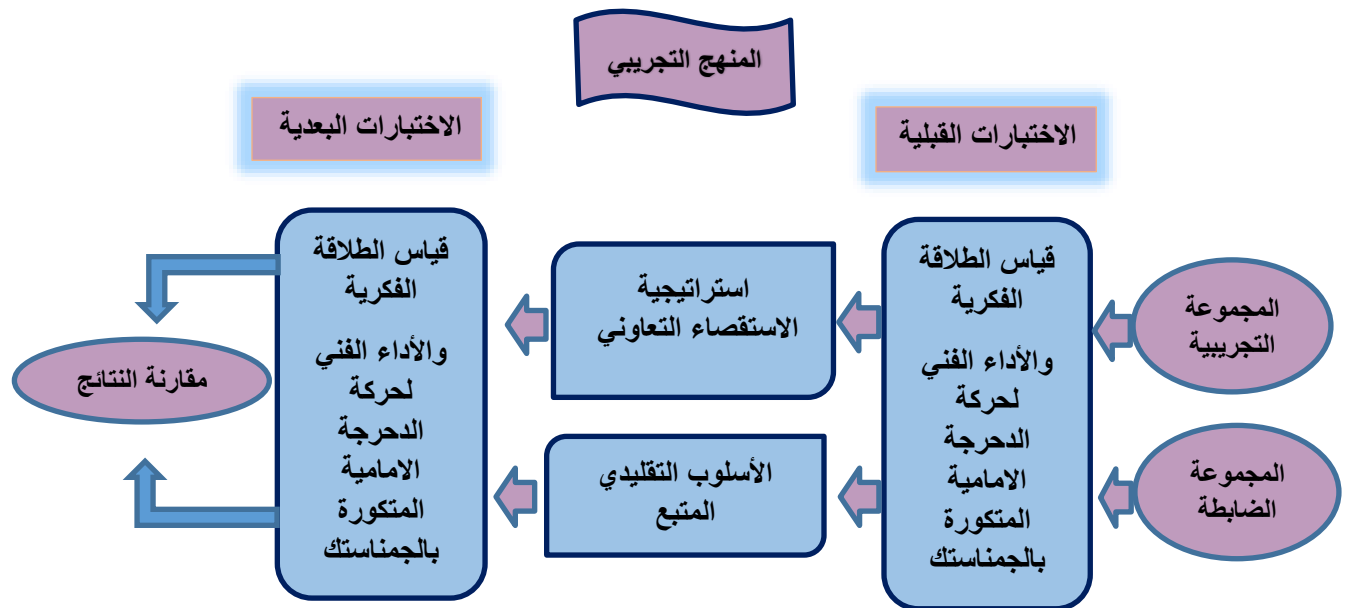 المنهج التجريبي
الاختبارات القبلية
الاختبارات البعدية
المجموعة
التجريبية
المجموعة
الضابطة
قياس الطلاقة
الفكرية
والأداء الفني
لحركة
الدحرجة
الامامية
المتكورة
بالجمناستك
استراتيجية
الاستقصاء التعاوني
الأسلوب التقليدي
المتبع
قياس الطلاقة
الفكرية
والأداء الفني
لحركة
الدحرجة
الامامية
المتكورة
بالجمناستك
مقارنة النتائج